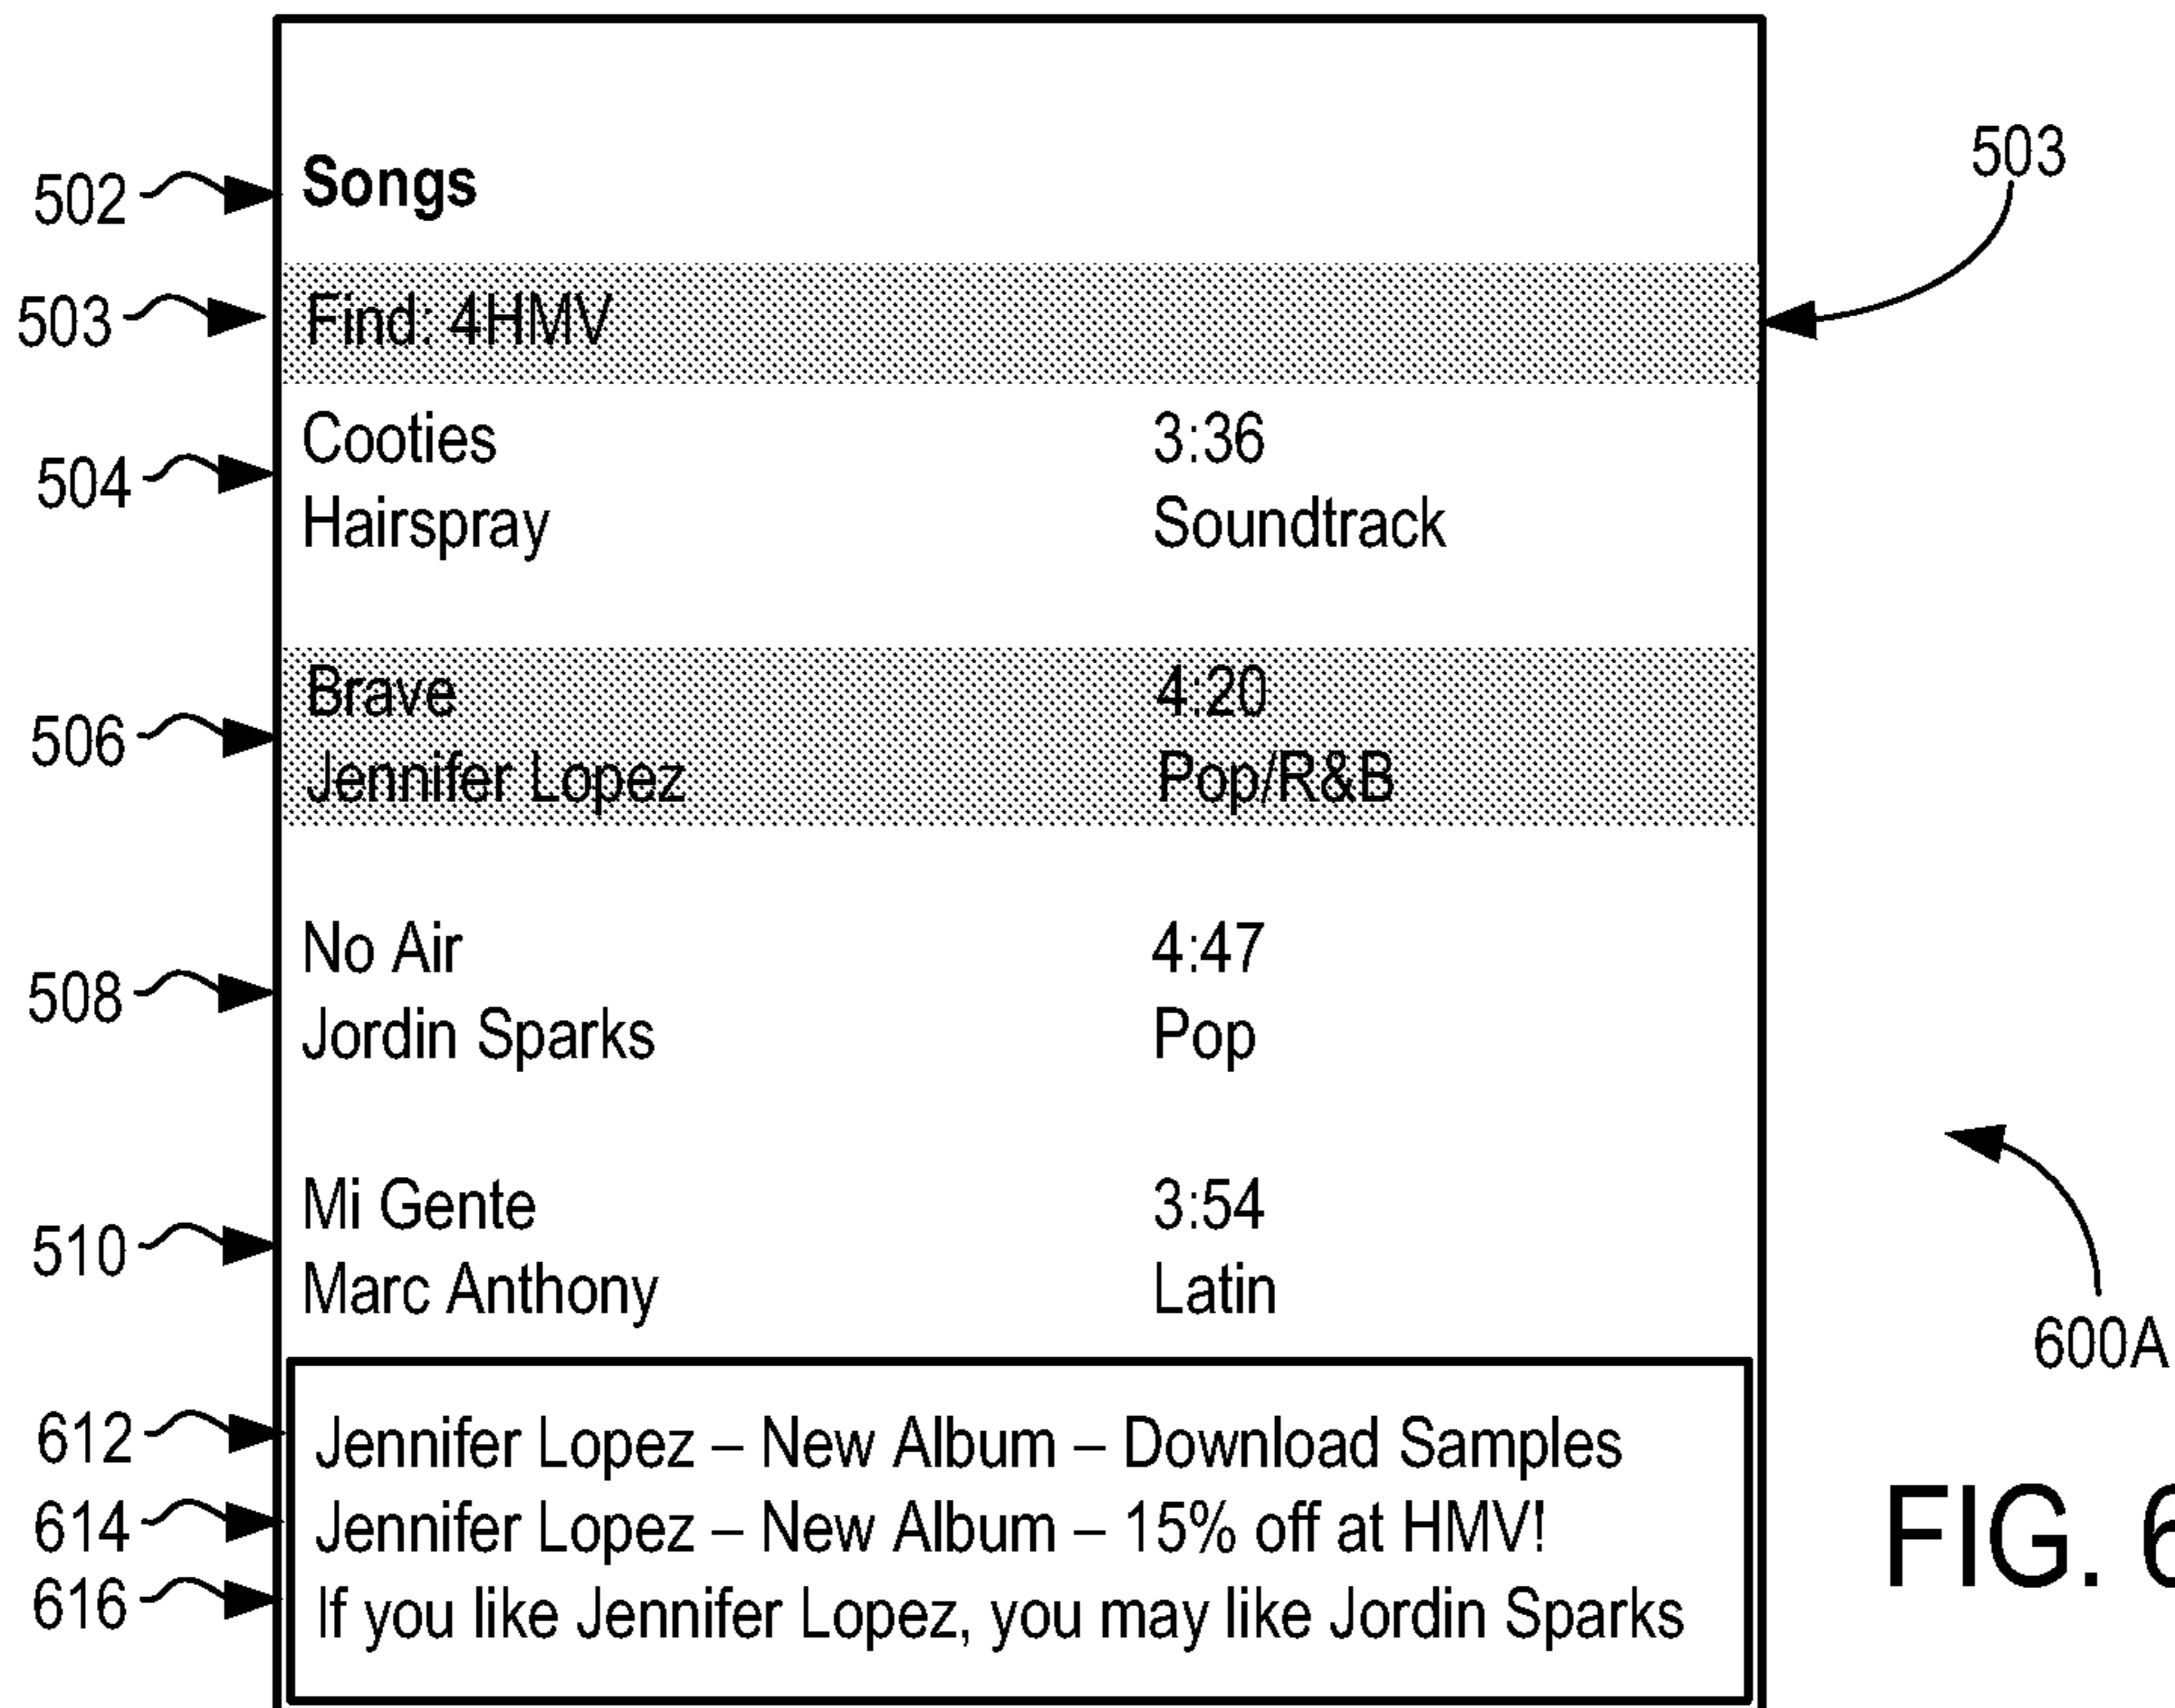 502 Songs 503
503 Find: 4HMV
Cooties 3:36
504
Hairspray Soundtrack
Brave 4:20
506
Jennifer Lopez Pop/R&B
No Air 4:47
508
Jordin Sparks Pop
Mi Gente 3:54
510
Marc Anthony Latin
600A
612 Jennifer Lopez – New Album – Download Samples
614 Jennifer Lopez – New Album – 15% off at HMV!
616 If you like Jennifer Lopez, you may like Jordin Sparks
FIG. 6